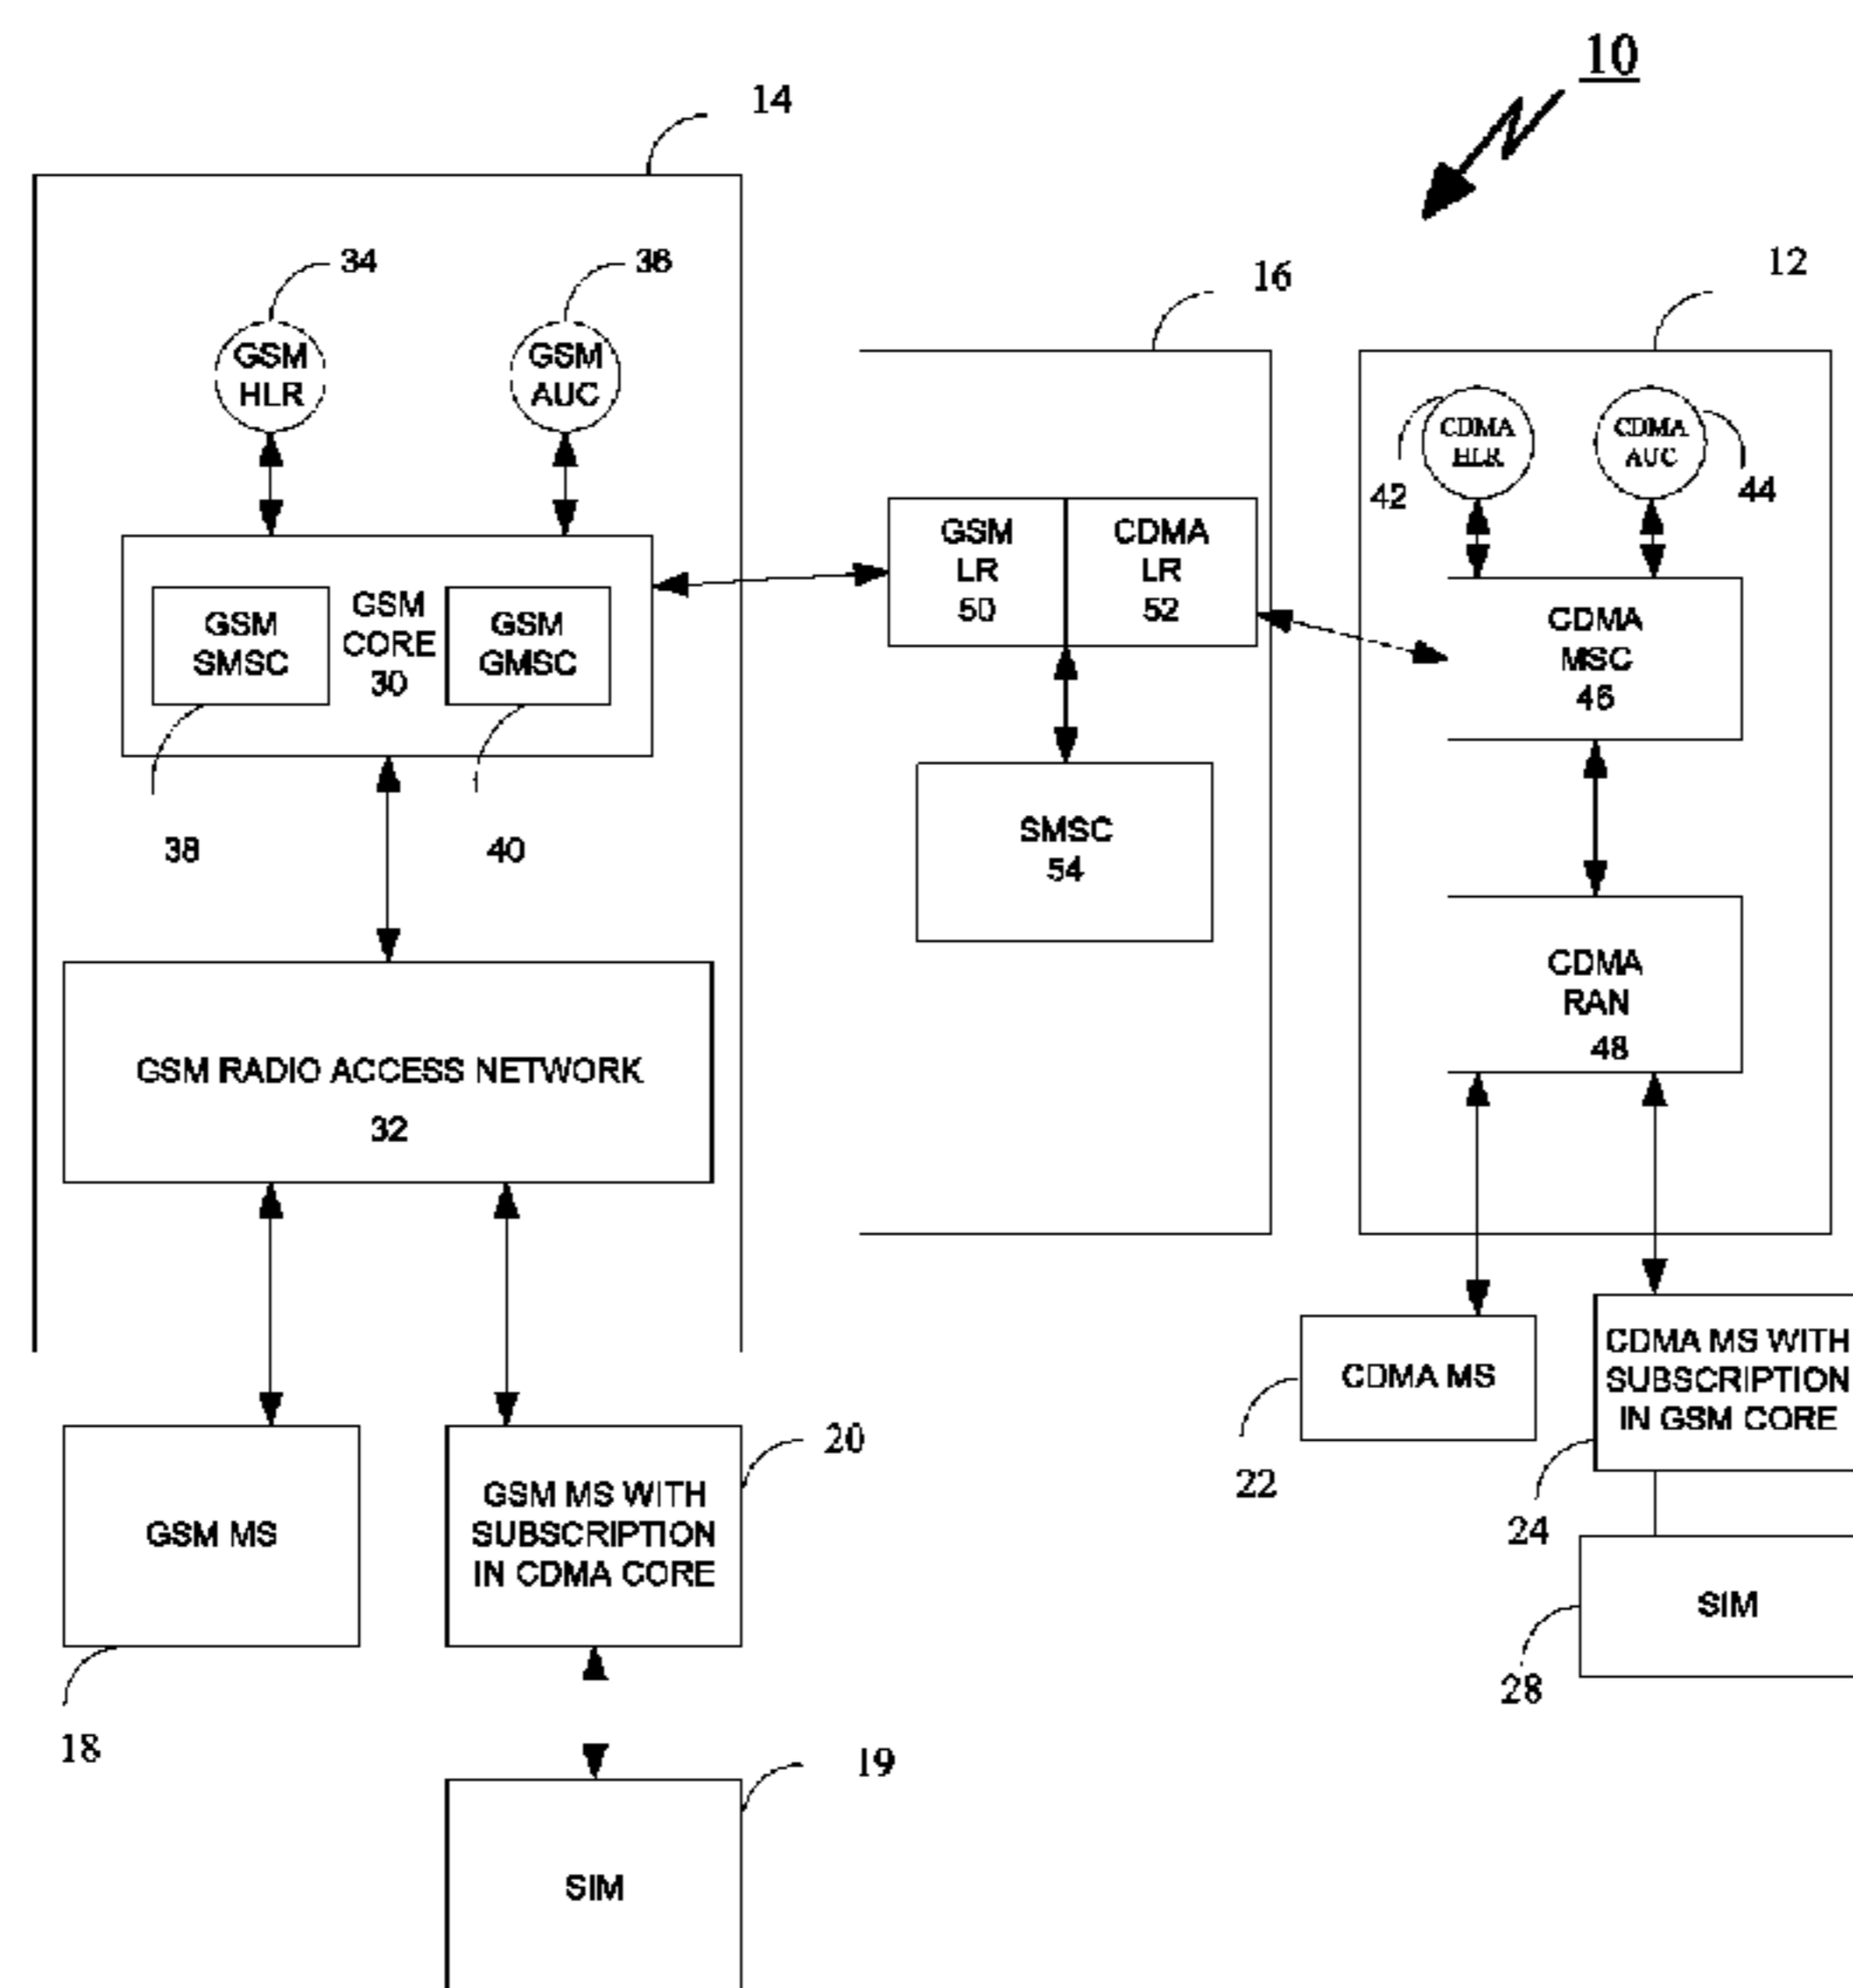 10
14
34
36
16
12
GSM
HLR
GSM
AUC
CDMA
HLR
CDMA
AUC
42
44
GSM
LR
50
CDMA
LR
52
GSM
SMSC
GSM
CORE
30
GSM
GMSC
CDMA
MSC
46
38
40
SMSC
54
CDMA
RAN
48
GSM RADIO ACCESS NETWORK
32
CDMA MS
CDMA MS WITH
SUBSCRIPTION
IN GSM CORE
20
22
24
GSM MS
GSM MS WITH
SUBSCRIPTION
IN CDMA CORE
SIM
28
18
19
SIM